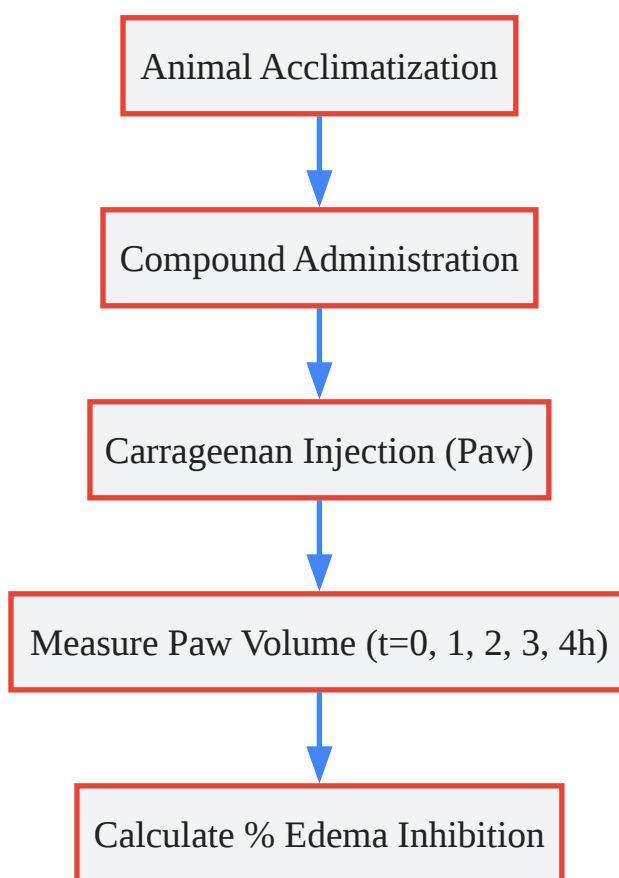 Animal Acclimatization
Compound Administration
Carrageenan Injection (Paw)
Measure Paw Volume (t=0, 1, 2, 3, 4h)
Calculate % Edema Inhibition